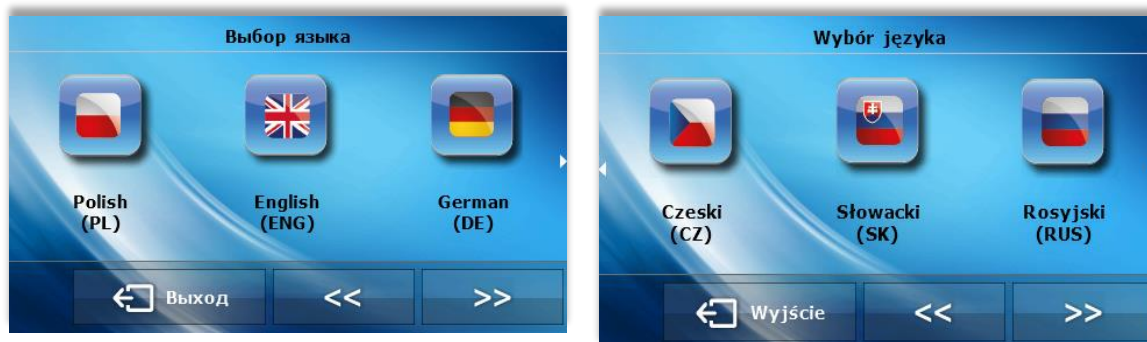 Выбор языка
Polish
(PL)
English
(ENG)
German
(DE)
Выход
<<
>>
Wybór języka
Czeski
(CZ)
Słowacki
(SK)
Rosyjski
(RUS)
Wyjście
<<
>>